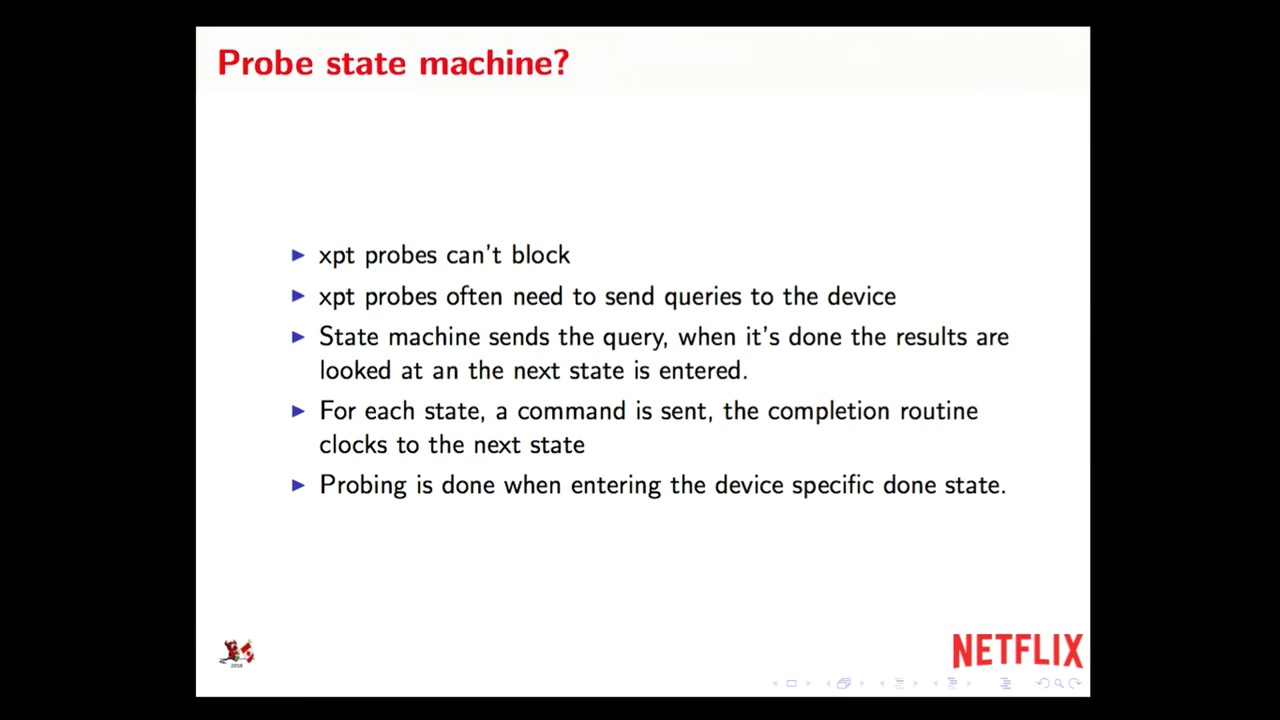 Probe state machine?
xpt probes can't block
xpt probes often need to send queries to the device
State machine sends the query, when it's done the results are
looked at an the next state is entered.
For each state, a command is sent, the completion routine
clocks to the next state
Probing is done when entering the device specific done state.
2018
NETFLIX